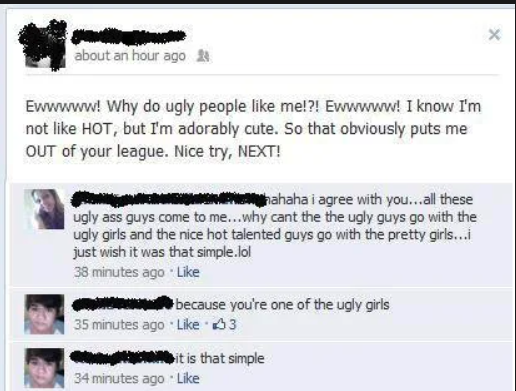 about an hour ago
Ewwwww! Why do ugly people like me!?! Ewwwww! I know I'm
not like HOT, but I'm adorably cute. So that obviously puts me
OUT of your league. Nice try, NEXT!
hahaha i agree with you...all these
ugly ass guys come to me...why cant the the ugly guys go with the
ugly girls and the nice hot talented guys go with the pretty girls...i
just wish it was that simple.lol
38 minutes ago · Like
because you're one of the ugly girls
35 minutes ago · Like · 3
it is that simple
34 minutes ago · Like